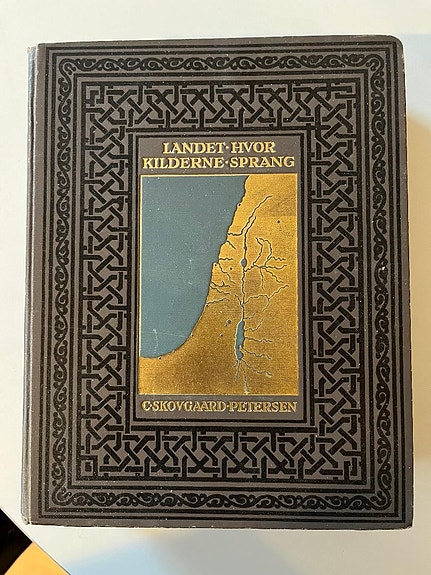 LANDET·HVOR
KILDERNE·SPRANG
C·SKOVGAARD-PETERSEN